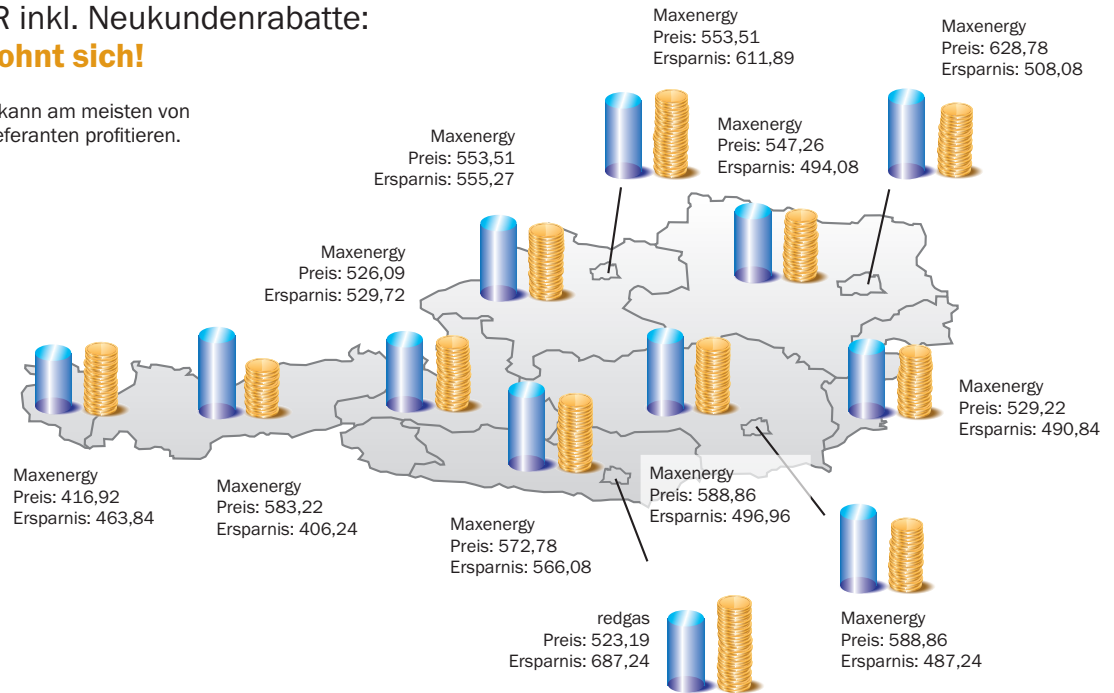 R inkl. Neukundenrabatte:
ohnt sich!
kann am meisten von
eferanten profitieren.
Maxenergy
Preis: 553,51
Ersparnis: 611,89
Maxenergy
Preis: 628,78
Ersparnis: 508,08
Maxenergy
Preis: 547,26
Ersparnis: 494,08
Maxenergy
Preis: 553,51
Ersparnis: 555,27
Maxenergy
Preis: 526,09
Ersparnis: 529,72
Maxenergy
Preis: 529,22
Ersparnis: 490,84
Maxenergy
Preis: 416,92
Ersparnis: 463,84
Maxenergy
Preis: 583,22
Ersparnis: 406,24
Maxenergy
Preis: 588,86
Ersparnis: 496,96
Maxenergy
Preis: 572,78
Ersparnis: 566,08
redgas
Preis: 523,19
Ersparnis: 687,24
Maxenergy
Preis: 588,86
Ersparnis: 487,24